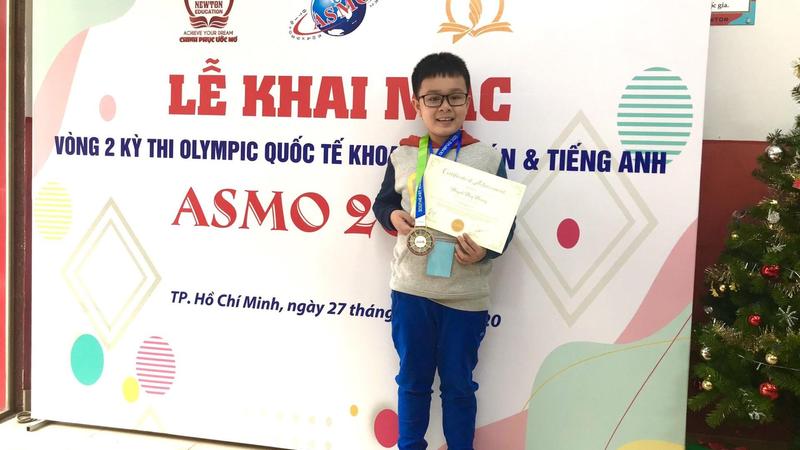 NEWTON
EDUCATION
ACHIEVE YOUR DREAM
CHINH PHỤC ƯỚC MƠ
ASMO
LỄ KHAI MẠC
VÒNG 2 KỲ THI OLYMPIC QUỐC TẾ KHOA & TIẾNG ANH
ASMO 2
TP. Hồ Chí Minh, ngày 27 tháng 20
Certificate of Achievement